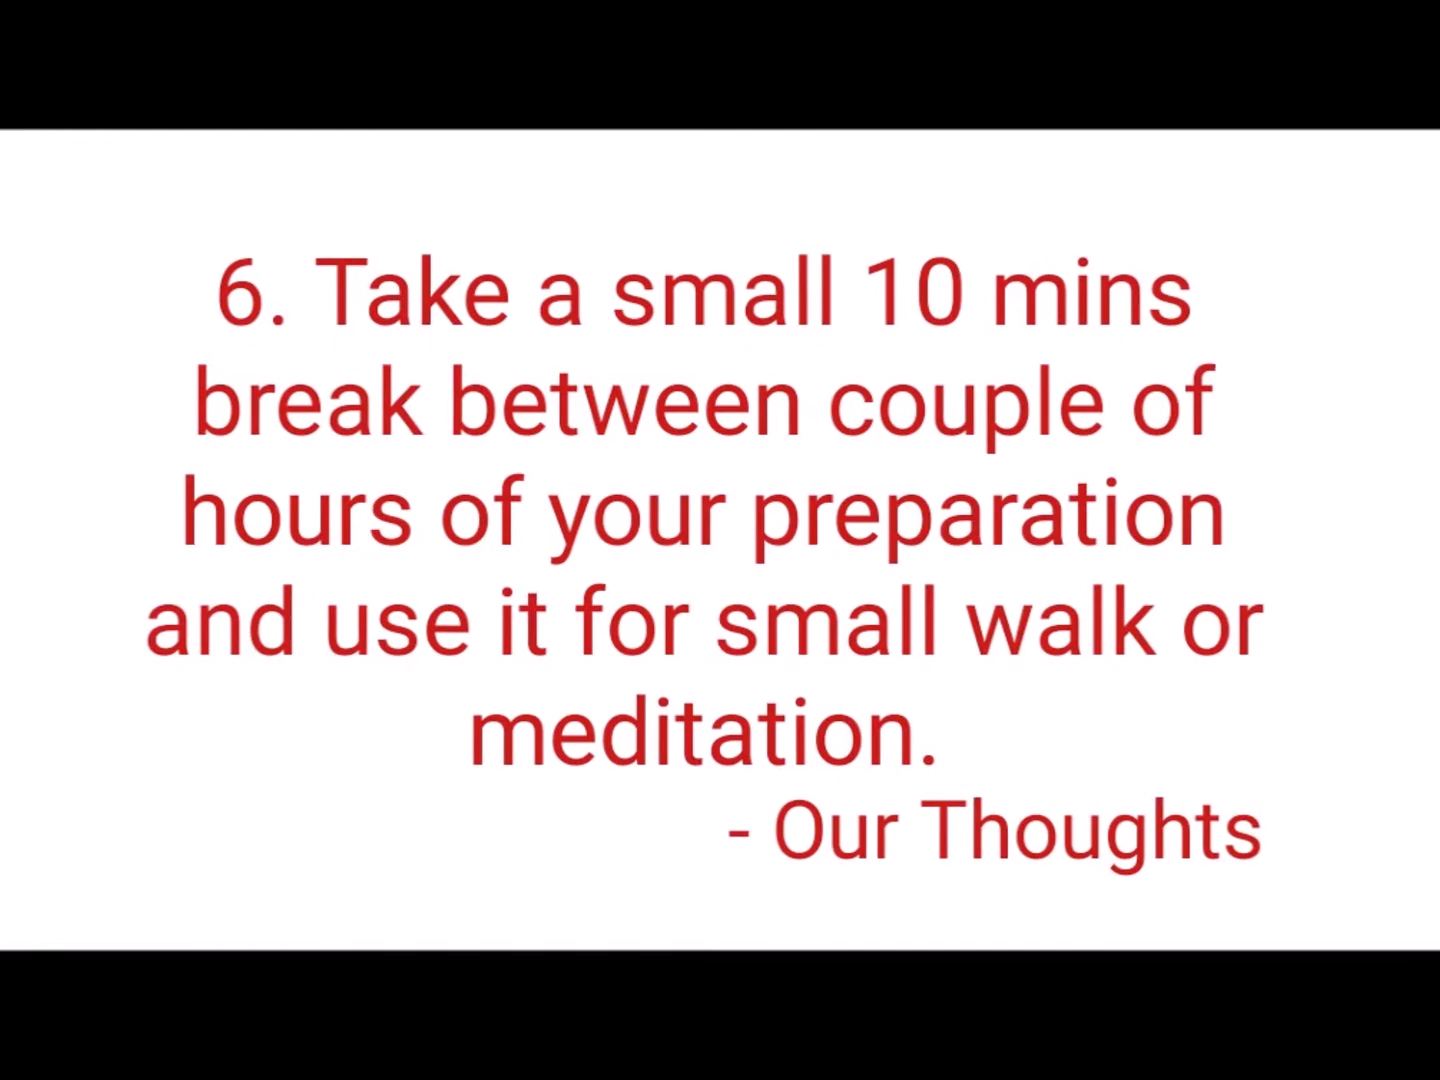 6. Take a small 10 mins
break between couple of
hours of your preparation
and use it for small walk or
meditation.
- Our Thoughts